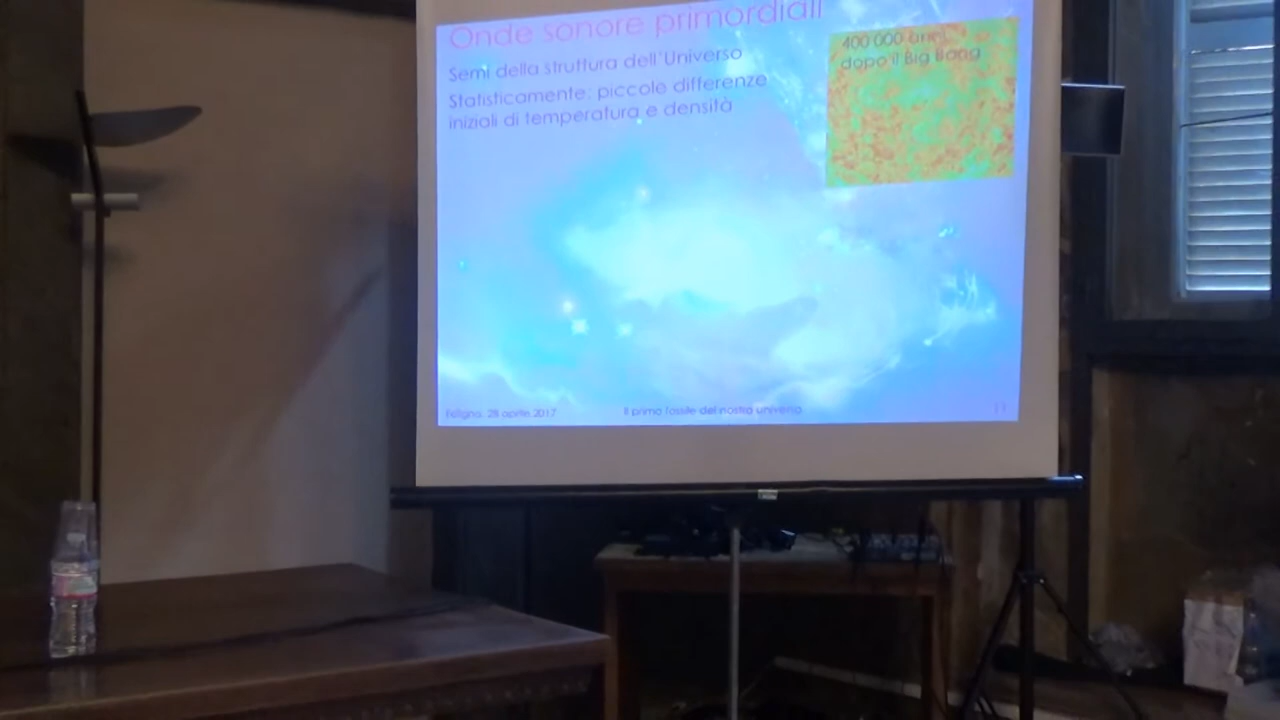 Onde sonore primordiali
Semi della struttura dell'Universo
Statisticamente: piccole differenze
iniziali di temperatura e densità
400 000 anni
dopo il Big Bang
Foligno, 28 aprile 2017
Il primo fossile del nostro universo
11